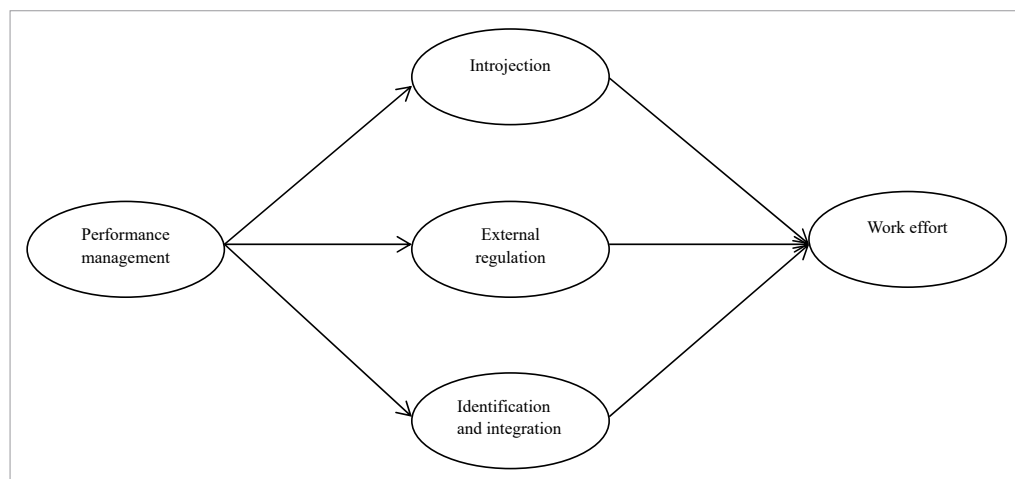 Introjection
Performance
management
External
regulation
Work effort
Identification
and integration